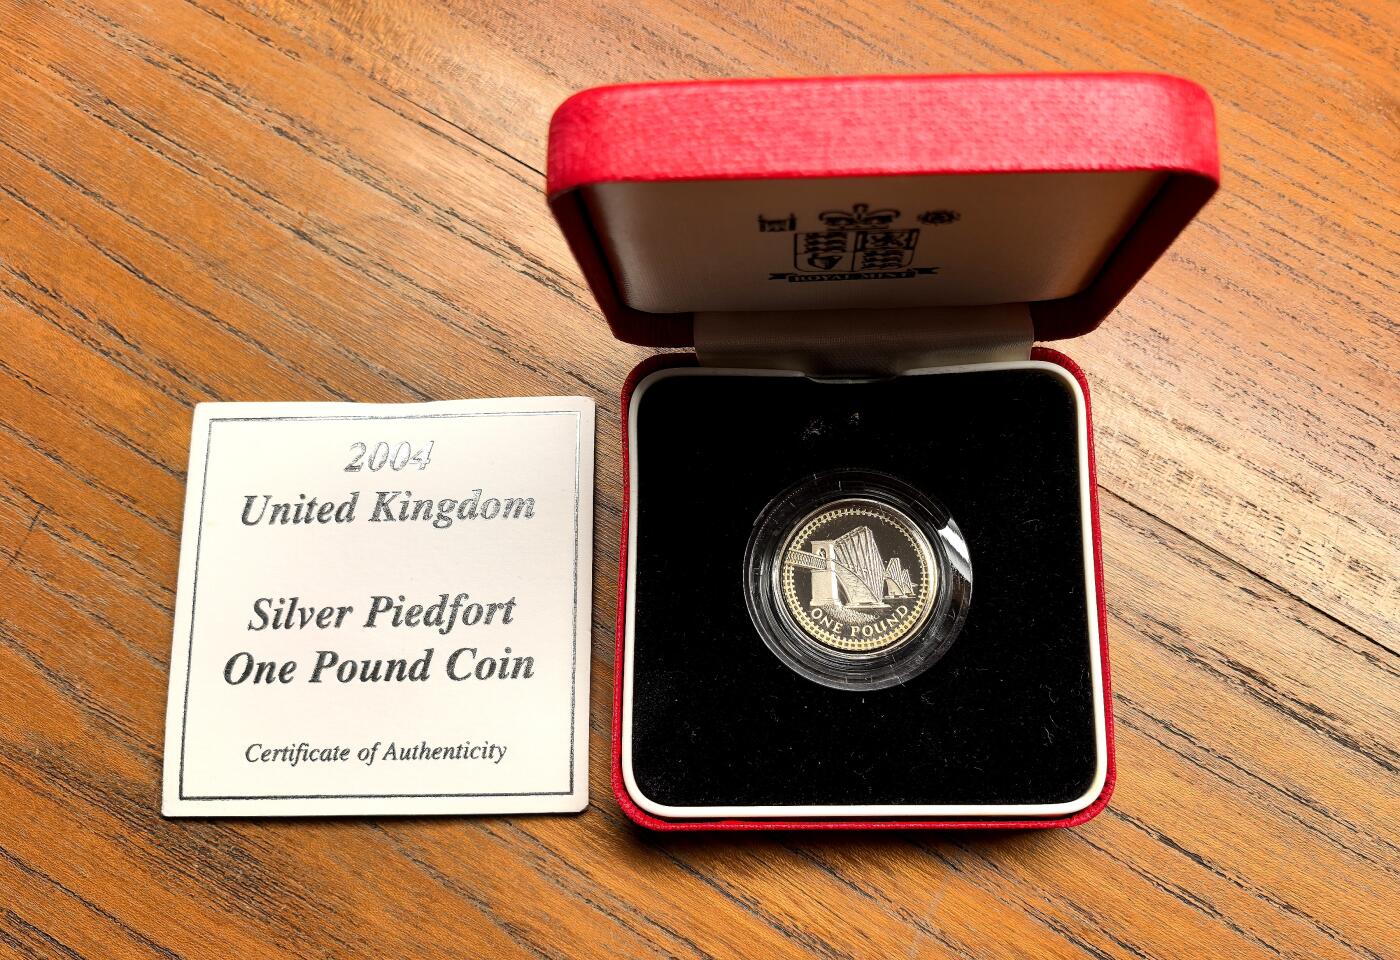 2004
United Kingdom
Silver Piedfort
One Pound Coin
Certificate of Authenticity
ROYAL MINT
ONE POUND